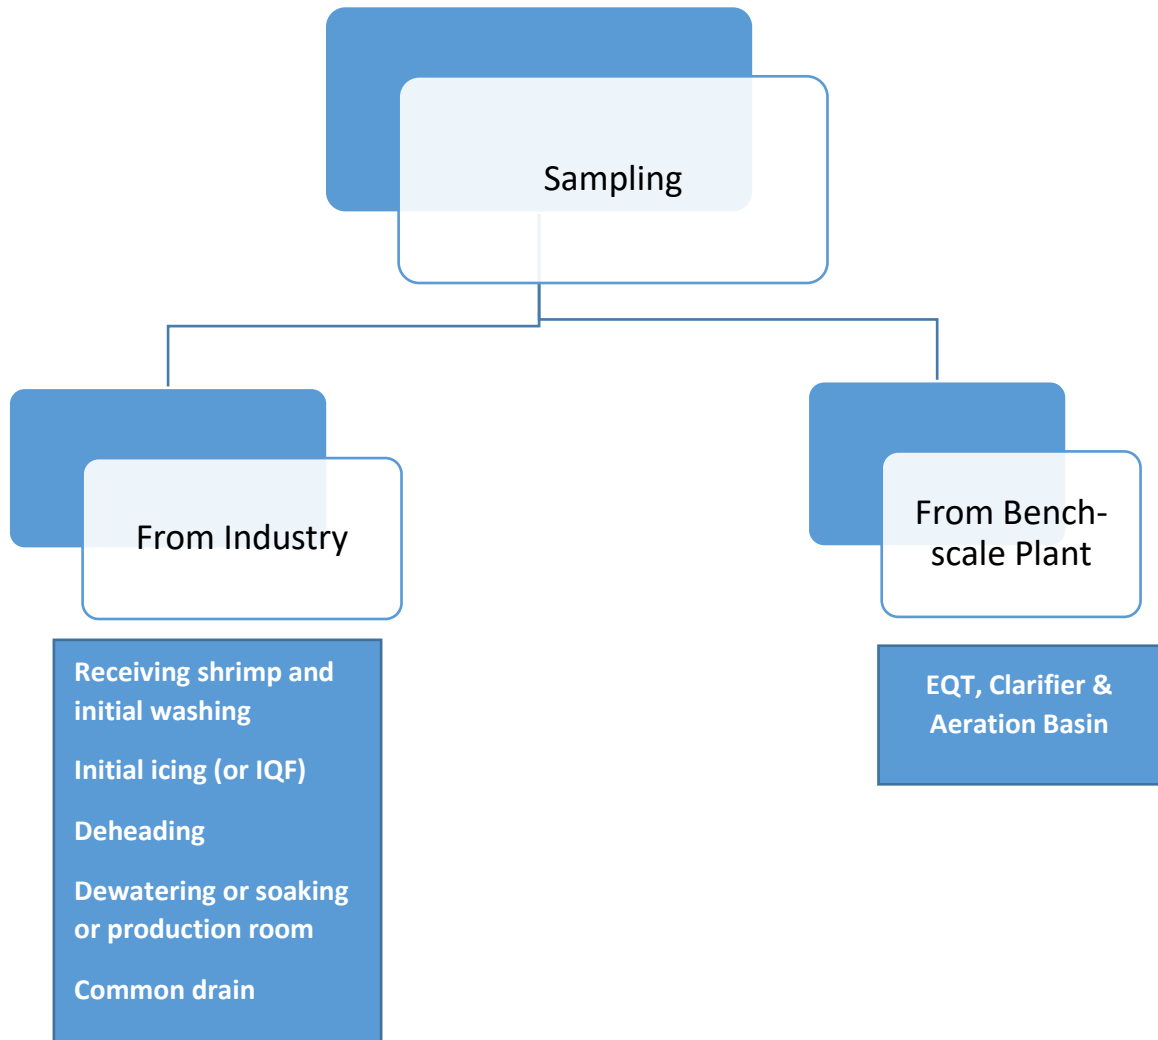 Sampling
From Industry
From Bench-
scale Plant
Receiving shrimp and
initial washing
Initial icing (or IQF)
Deheading
Dewatering or soaking
or production room
Common drain
EQT, Clarifier &
Aeration Basin